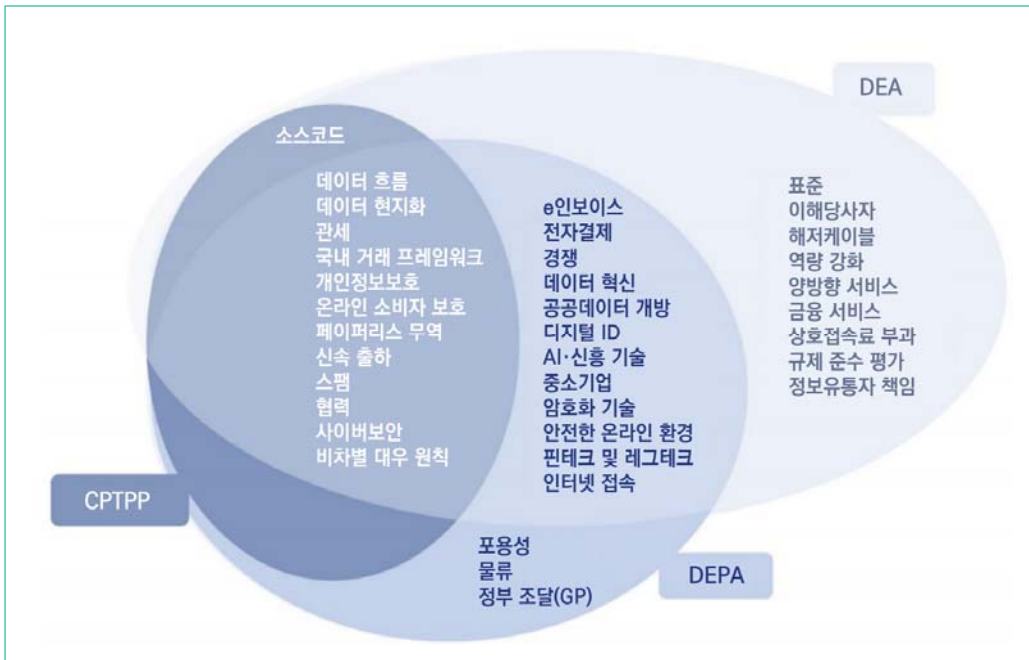 DEA
소스코드
데이터 흐름
데이터 현지화
관세
국내 거래 프레임워크
개인정보보호
온라인 소비자 보호
페이퍼리스 무역
신속 출하
스팸
협력
사이버보안
비차별 대우 원칙
e인보이스
전자결제
경쟁
데이터 혁신
공공데이터 개방
디지털 ID
AI·신흥 기술
중소기업
암호화 기술
안전한 온라인 환경
핀테크 및 레그테크
인터넷 접속
표준
이해당사자
해저케이블
역량 강화
양방향 서비스
금융 서비스
상호접속료 부과
규제 준수 평가
정보유통자 책임
CPTPP
포용성
물류
정부 조달(GP)
DEPA